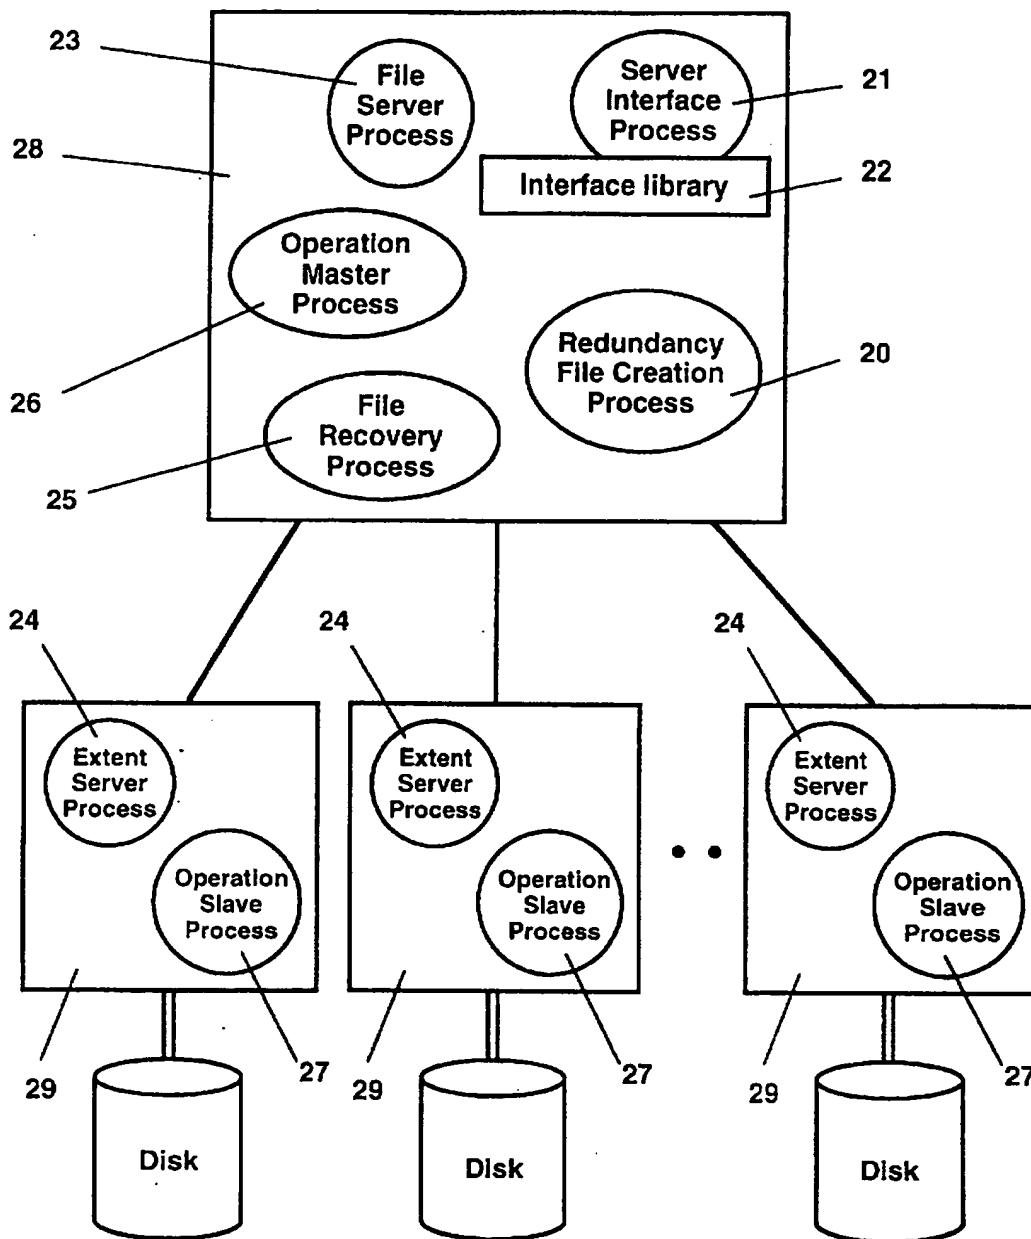 23
File
Server
Process
Server
Interface
Process
21
28
Interface library
22
Operation
Master
Process
26
Redundancy
File Creation
Process
20
File
Recovery
Process
25
24
24
24
Extent
Server
Process
Extent
Server
Process
Extent
Server
Process
Operation
Slave
Process
Operation
Slave
Process
Operation
Slave
Process
29
27
29
27
29
27
Disk
Disk
Disk